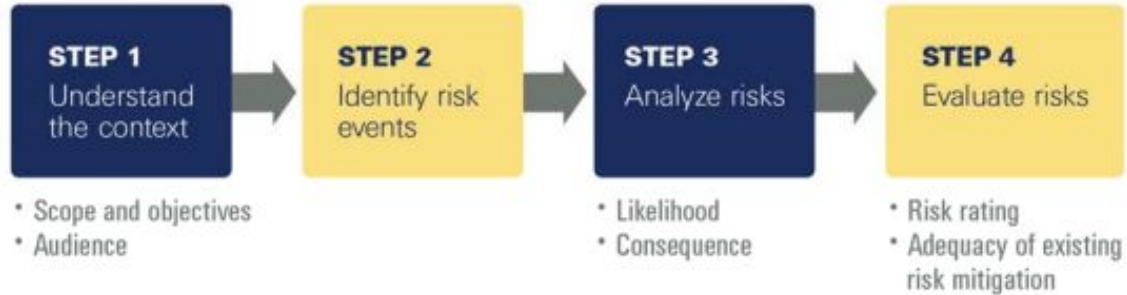 STEP 1
Understand
the context
STEP 2
Identify risk
events
STEP 3
Analyze risks
STEP 4
Evaluate risks
• Scope and objectives
• Audience
• Likelihood
• Consequence
• Risk rating
• Adequacy of existing
risk mitigation